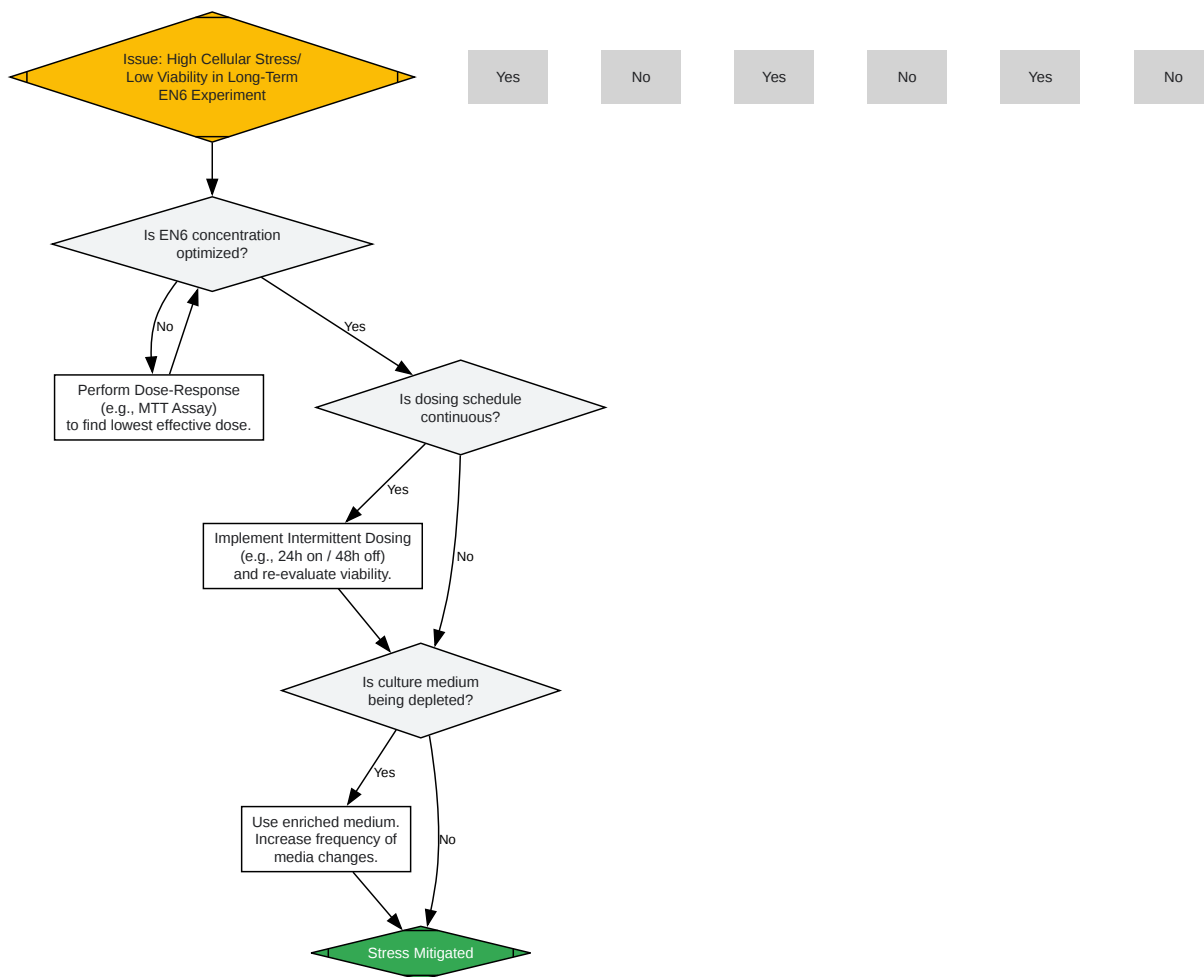 Issue: High Cellular Stress/
Low Viability in Long-Term
EN6 Experiment
Yes
No
Yes
No
Yes
No
Is EN6 concentration
optimized?
No
Yes
Perform Dose-Response
(e.g., MTT Assay)
to find lowest effective dose.
Is dosing schedule
continuous?
Yes
No
Implement Intermittent Dosing
(e.g., 24h on / 48h off)
and re-evaluate viability.
Is culture medium
being depleted?
Yes
No
Use enriched medium.
Increase frequency of
media changes.
Stress Mitigated